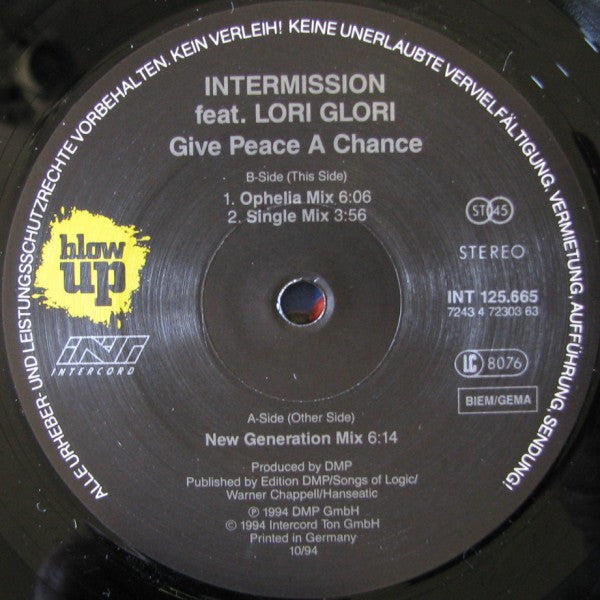 ALLE URHEBER- UND LEISTUNGSSCHUTZRECHTE VORBEHALTEN. KEIN VERLEIH! KEINE UNERLAUBTE VERVIELFÄLTIGUNG, VERMIETUNG, AUFFÜHRUNG, SENDUNG!
INTERMISSION
feat. LORI GLORI
Give Peace A Chance
B-Side (This Side)
1. Ophelia Mix 6:06
2. Single Mix 3:56
blow
up
INT
INTERCORD
ST045
STEREO
INT 125.665
7243 4 72303 63
LC 8076
BIEM/GEMA
A-Side (Other Side)
New Generation Mix 6:14
Produced by DMP
Published by Edition DMP/Songs of Logic/
Warner Chappell/Hanseatic
℗ 1994 DMP GmbH
© 1994 Intercord Ton GmbH
Printed in Germany
10/94